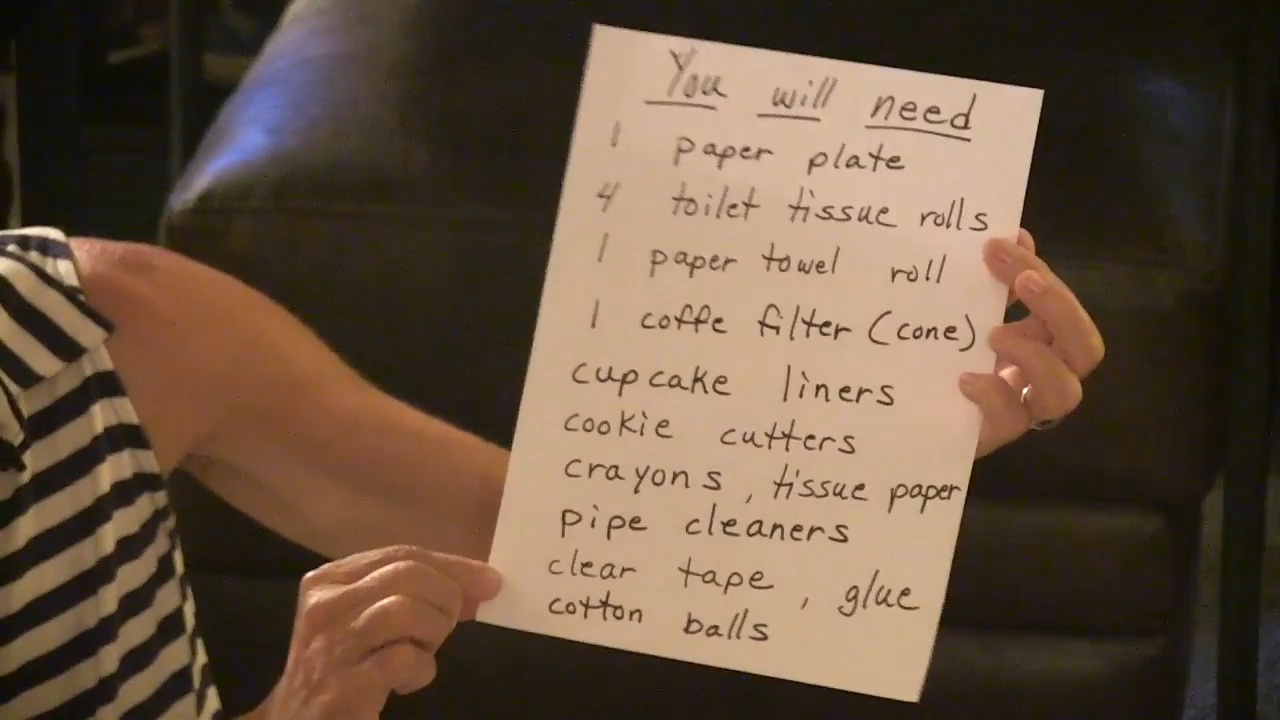 You will need
1 paper plate
4 toilet tissue rolls
1 paper towel roll
1 coffe filter (cone)
cupcake liners
cookie cutters
crayons, tissue paper
pipe cleaners
clear tape, glue
cotton balls